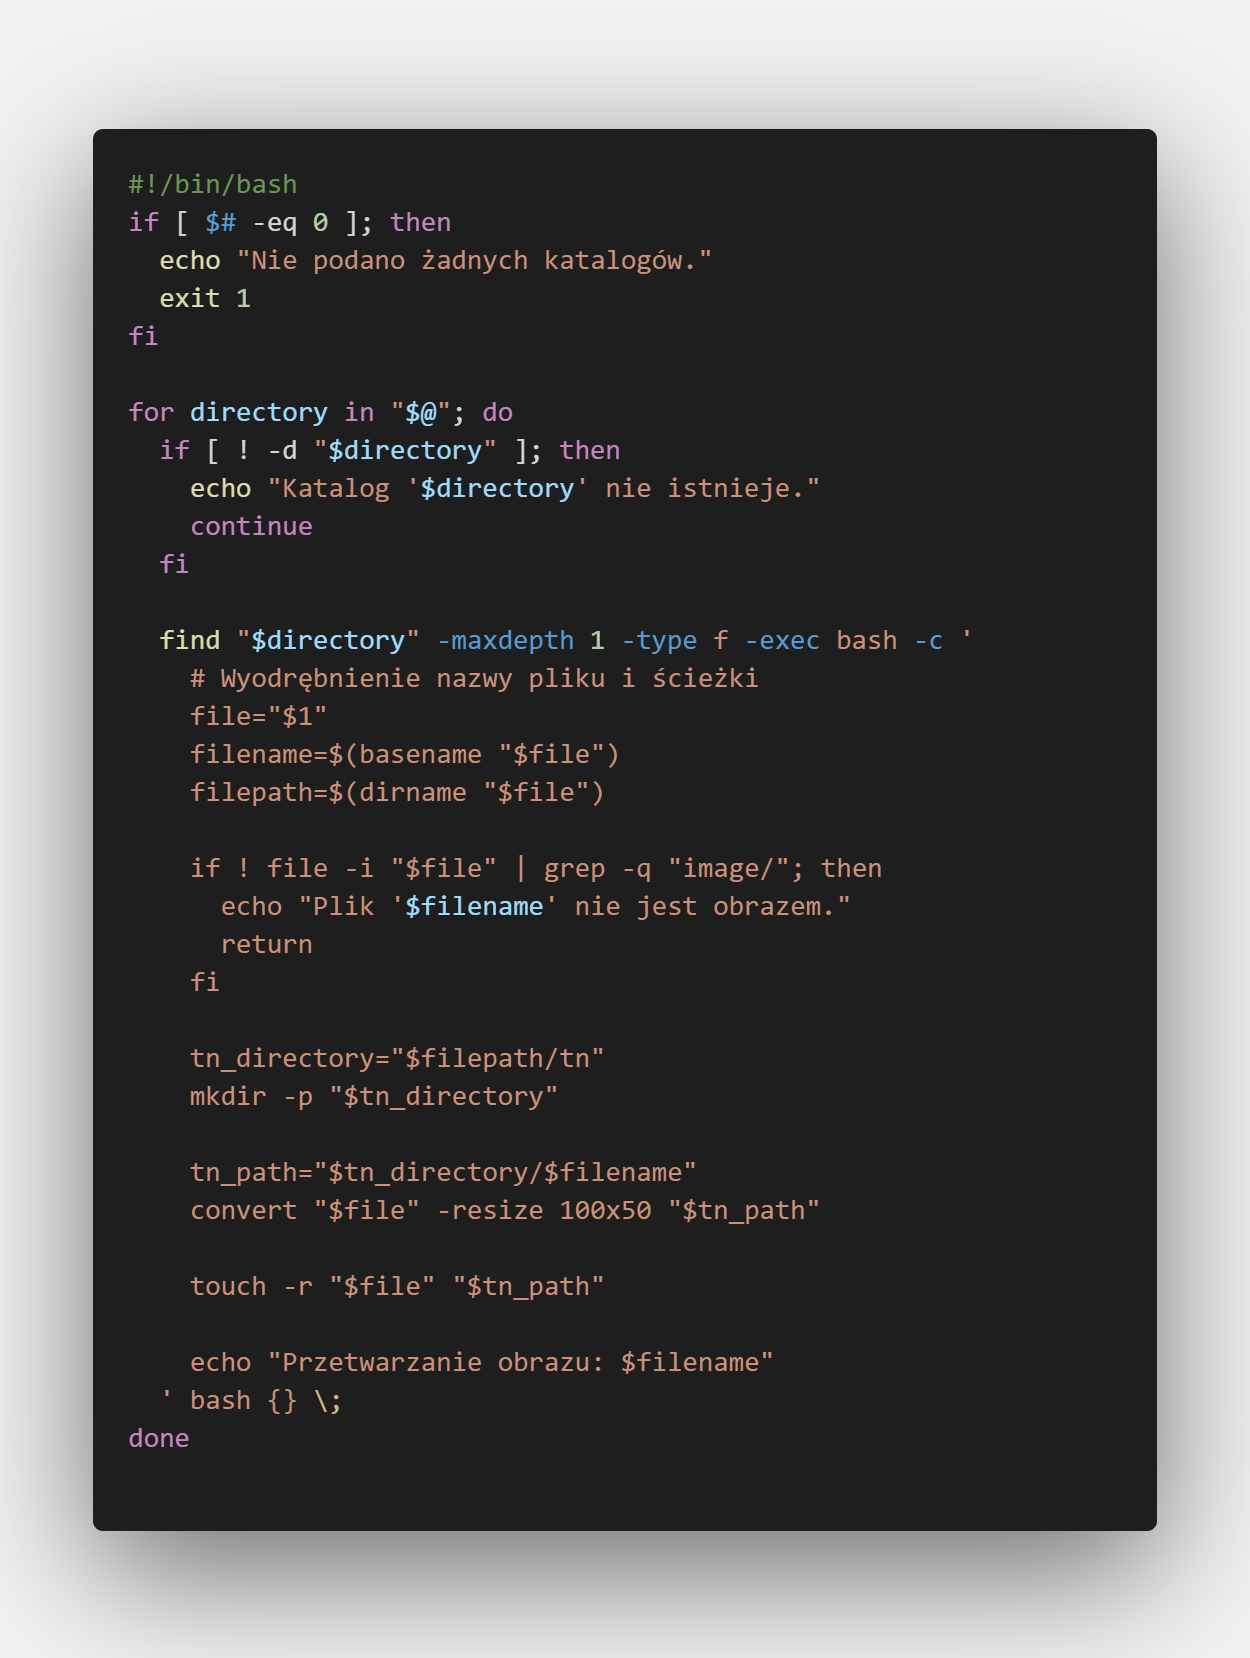 #!/bin/bash
if [ $# -eq 0 ]; then
  echo "Nie podano żadnych katalogów."
  exit 1
fi

for directory in "$@"; do
  if [ ! -d "$directory" ]; then
    echo "Katalog '$directory' nie istnieje."
    continue
  fi

  find "$directory" -maxdepth 1 -type f -exec bash -c '
    # Wyodrębnienie nazwy pliku i ścieżki
    file="$1"
    filename=$(basename "$file")
    filepath=$(dirname "$file")

    if ! file -i "$file" | grep -q "image/"; then
      echo "Plik '$filename' nie jest obrazem."
      return
    fi

    tn_directory="$filepath/tn"
    mkdir -p "$tn_directory"

    tn_path="$tn_directory/$filename"
    convert "$file" -resize 100x50 "$tn_path"

    touch -r "$file" "$tn_path"

    echo "Przetwarzanie obrazu: $filename"
  ' bash {} \;
done